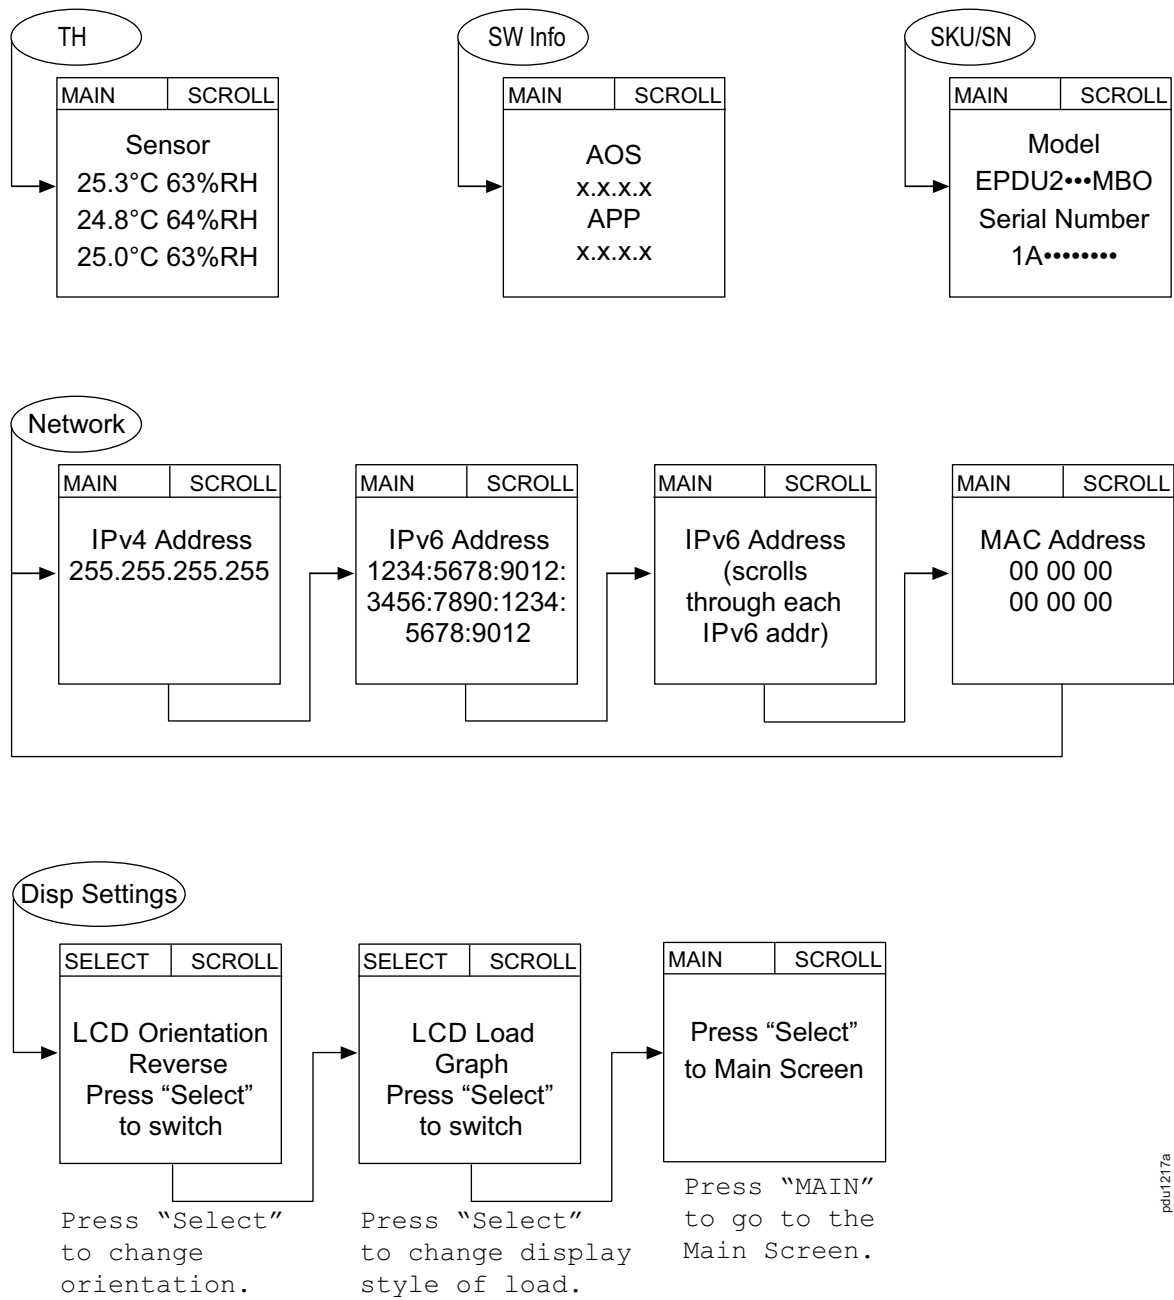 TH
MAIN SCROLL
Sensor
25.3°C 63%RH
24.8°C 64%RH
25.0°C 63%RH
SW Info
MAIN SCROLL
AOS
x.x.x.x
APP
x.x.x.x
SKU/SN
MAIN SCROLL
Model
EPDU2•••MBO
Serial Number
1A••••••••
Network
MAIN SCROLL
IPv4 Address
255.255.255.255
MAIN SCROLL
IPv6 Address
1234:5678:9012:
3456:7890:1234:
5678:9012
MAIN SCROLL
IPv6 Address
(scrolls
through each
IPv6 addr)
MAIN SCROLL
MAC Address
00 00 00
00 00 00
Disp Settings
SELECT SCROLL
LCD Orientation
Reverse
Press “Select”
to switch
Press “Select”
to change
orientation.
SELECT SCROLL
LCD Load
Graph
Press “Select”
to switch
Press “Select”
to change display
style of load.
MAIN SCROLL
Press “Select”
to Main Screen
Press “MAIN”
to go to the
Main Screen.
pdu1217a